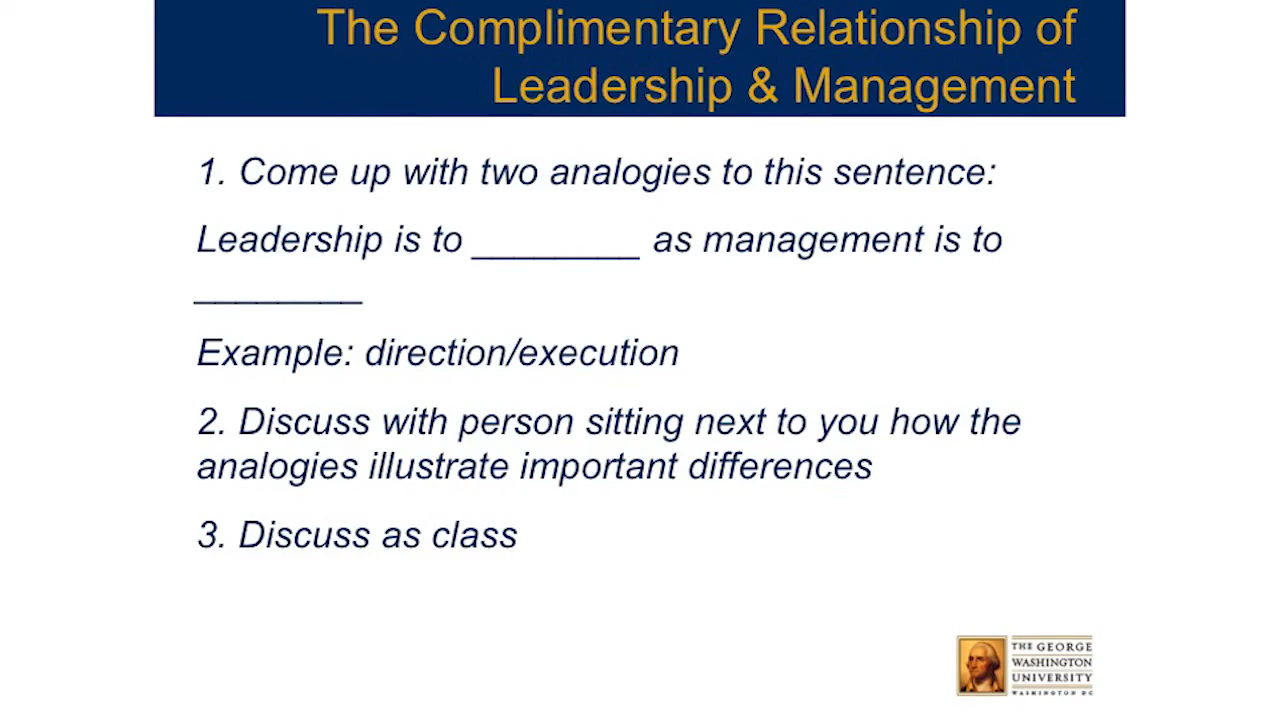 The Complimentary Relationship of
Leadership & Management
1. Come up with two analogies to this sentence:
Leadership is to ________ as management is to
________
Example: direction/execution
2. Discuss with person sitting next to you how the
analogies illustrate important differences
3. Discuss as class
THE GEORGE
WASHINGTON
UNIVERSITY
WASHINGTON DC